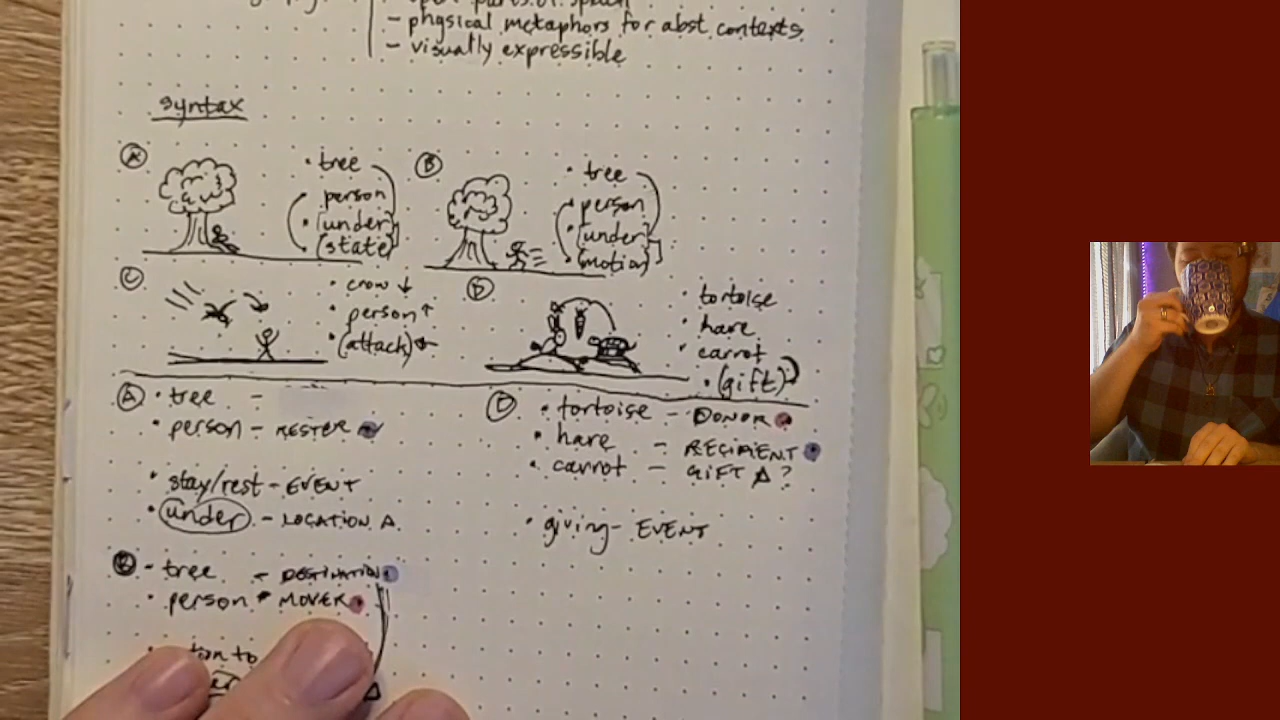 - physical metaphors for abst. contexts
- visually expressible
syntax
A
• tree
person
• (under)
(state)
B
• tree
• person
• (under)
• (motion)
C
• crow ↓
• person ↑
• (attack)
D
• tortoise
• hare
• carrot
• (gift)
A • tree -
• person - RESTER
• stay/rest - EVENT
• under - LOCATION Δ
D • tortoise - DONOR
• hare - RECIPIENT
• carrot - GIFT Δ ?
• giving - EVENT
B - tree - DESTINATION
• person - MOVER